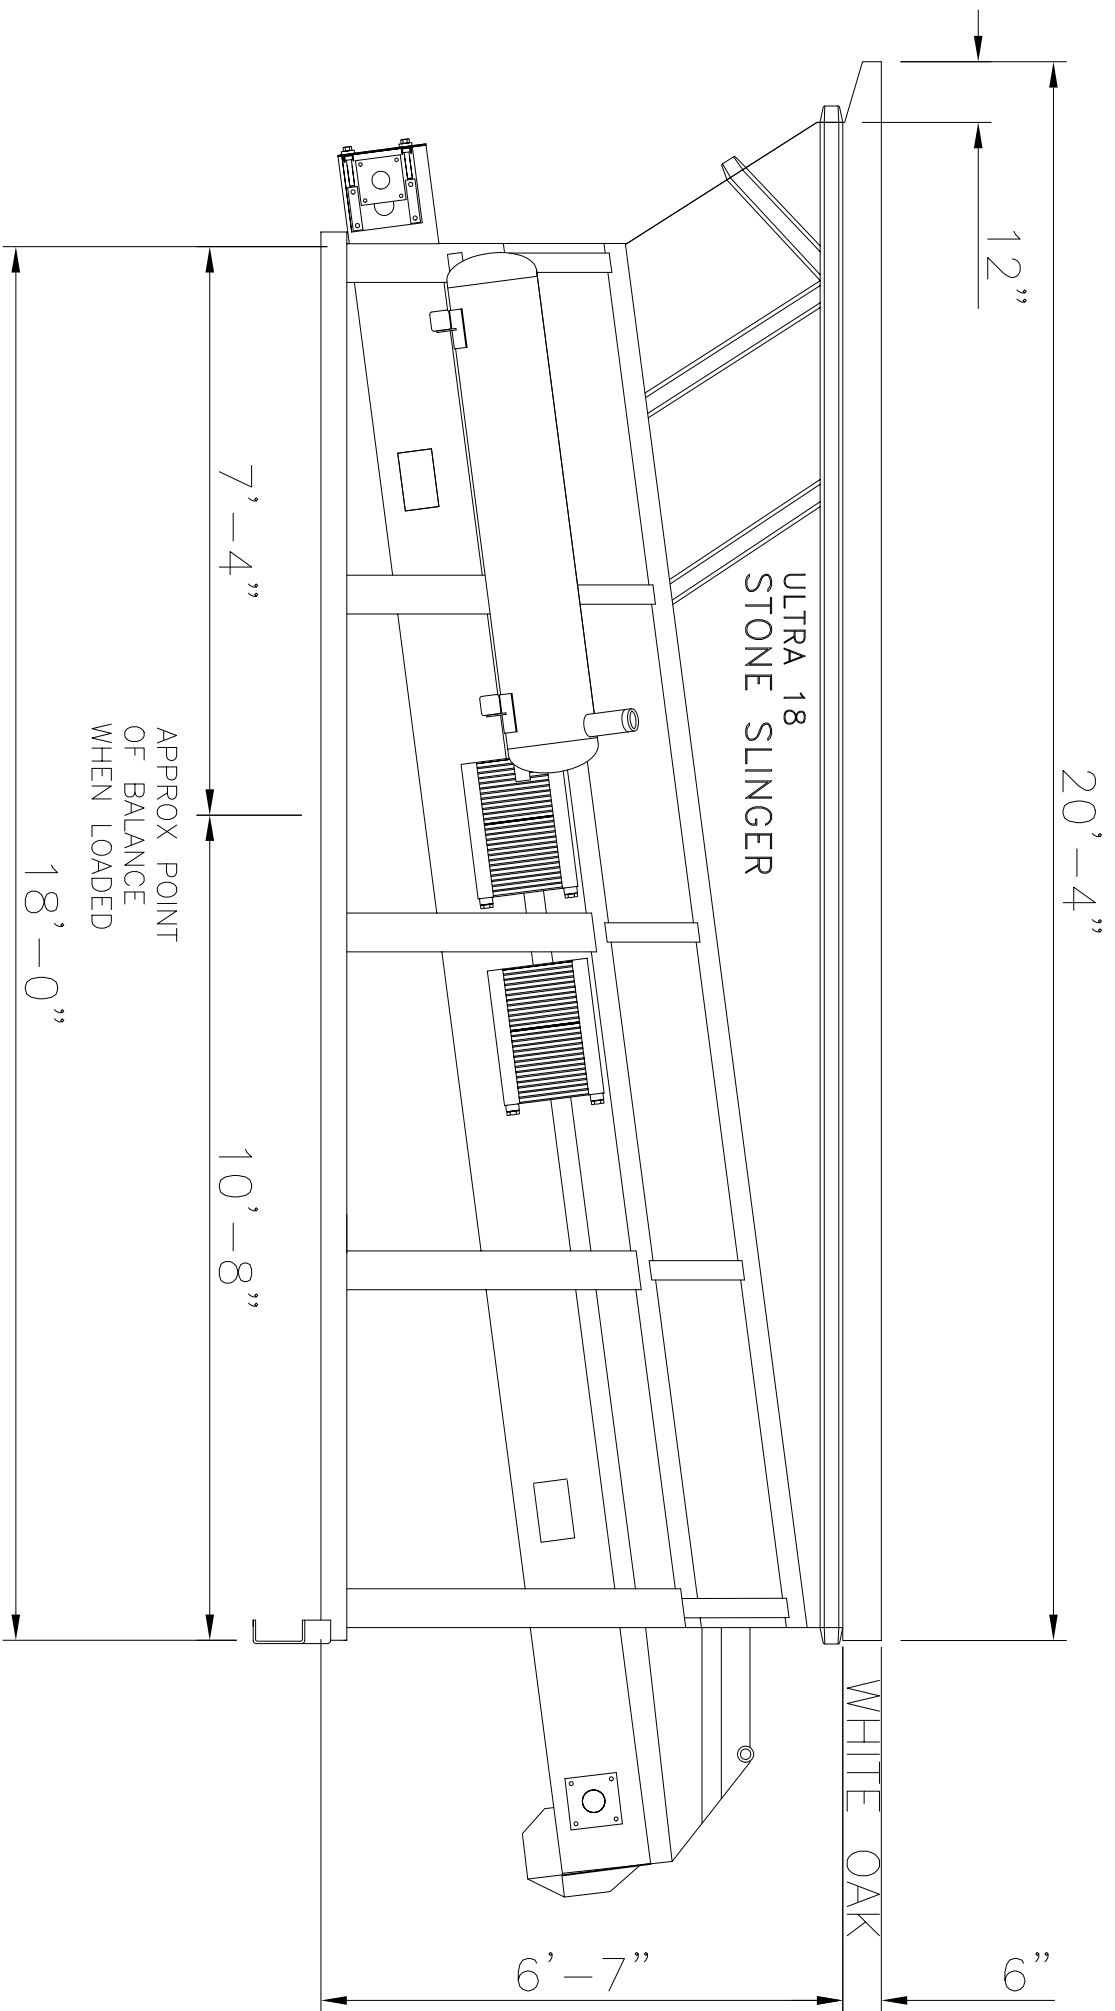 20'-4"
12"
ULTRA 18
STONE SLINGER
WHITE OAK
6"
6'-7"
7'-4"
10'-8"
APPROX POINT
OF BALANCE
WHEN LOADED
18'-0"